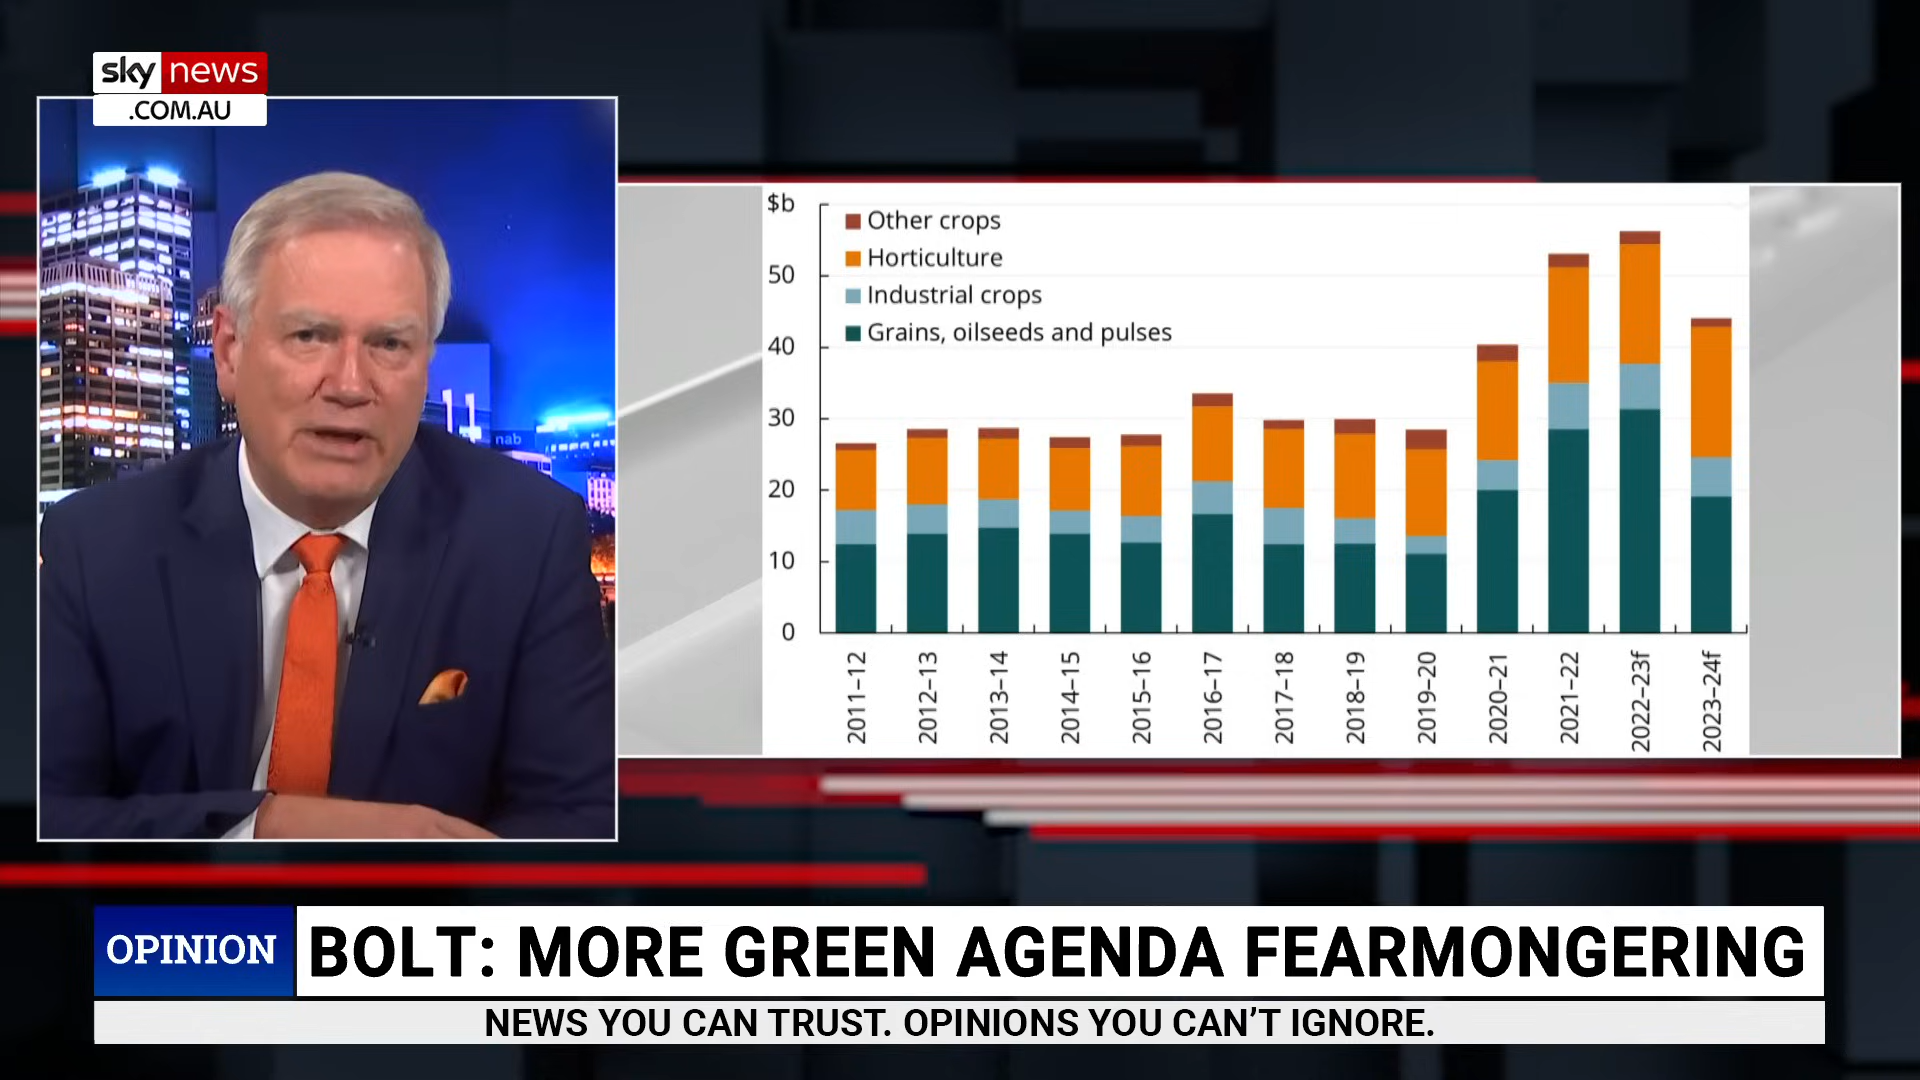 sky news
.COM.AU
nab
$b
50
40
30
20
10
0
Other crops
Horticulture
Industrial crops
Grains, oilseeds and pulses
2011–12
2012–13
2013–14
2014–15
2015–16
2016–17
2017–18
2018–19
2019–20
2020–21
2021–22
2022–23f
2023–24f
OPINION
BOLT: MORE GREEN AGENDA FEARMONGERING
NEWS YOU CAN TRUST. OPINIONS YOU CAN’T IGNORE.